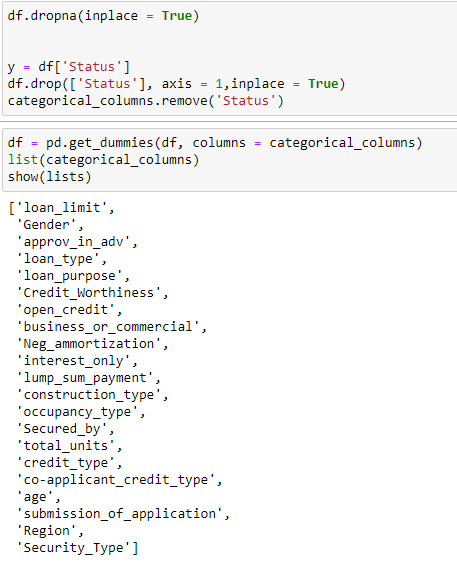 df.dropna(inplace = True)
y = df['Status']
df.drop(['Status'], axis = 1,inplace = True)
categorical_columns.remove('Status')
df = pd.get_dummies(df, columns = categorical_columns)
list(categorical_columns)
show(lists)
['loan_limit',
'Gender',
'approv_in_adv',
'loan_type',
'loan_purpose',
'Credit_Worthiness',
'open_credit',
'business_or_commercial',
'Neg_ammortization',
'interest_only',
'lump_sum_payment',
'construction_type',
'occupancy_type',
'Secured_by',
'total_units',
'credit_type',
'co-applicant_credit_type',
'age',
'submission_of_application',
'Region',
'Security_Type']